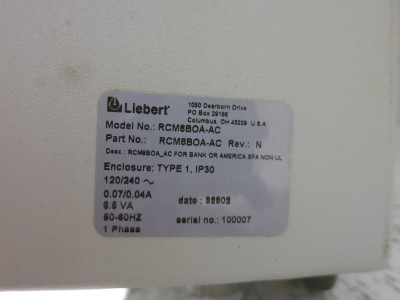 Liebert
1050 Dearborn Drive
PO Box 29186
Columbus, OH 43229 U.S.A
Model No.: RCM8BOA-AC
Part No.: RCM8BOA-AC Rev.: N
Desc.: RCM8BOA_AC FOR BANK OR AMERICA SFA NON UL
Enclosure: TYPE 1, IP30
120/240 ~
0.07/0.04A
8.5 VA
50-60HZ
1 Phase
date : 92902
serial no.: 100007